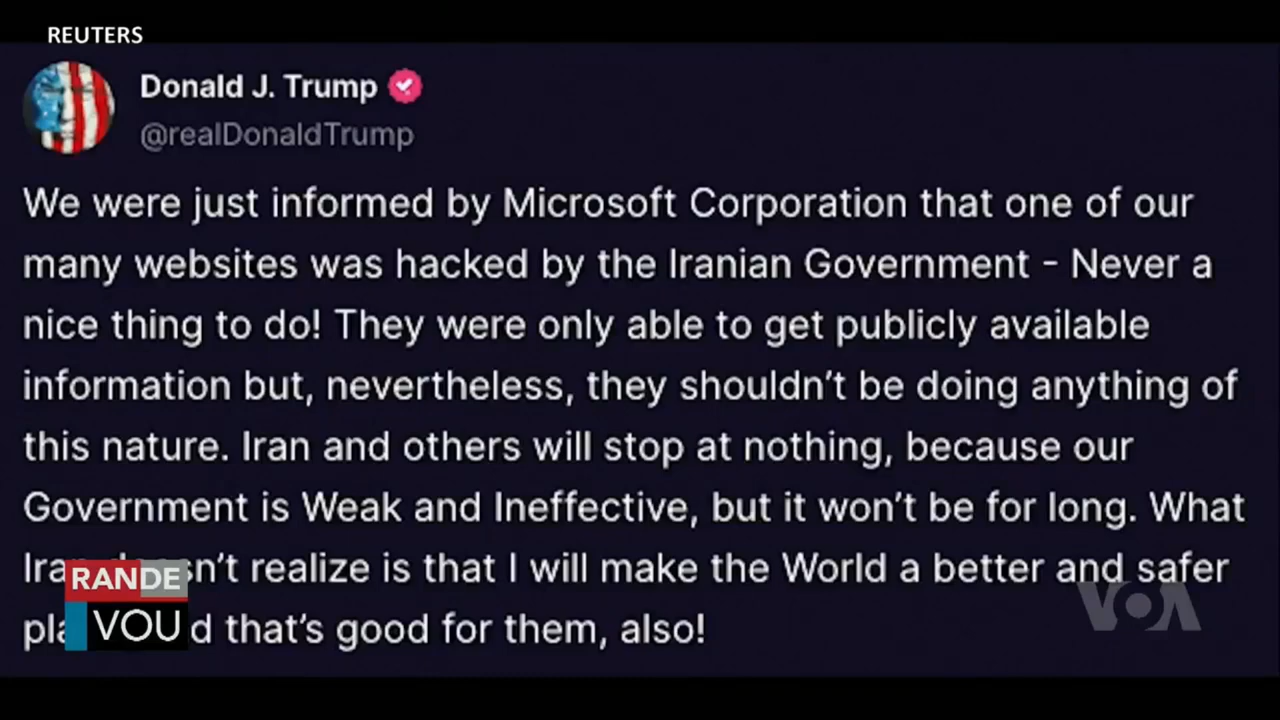 REUTERS
Donald J. Trump
@realDonaldTrump
We were just informed by Microsoft Corporation that one of our
many websites was hacked by the Iranian Government - Never a
nice thing to do! They were only able to get publicly available
information but, nevertheless, they shouldn't be doing anything of
this nature. Iran and others will stop at nothing, because our
Government is Weak and Ineffective, but it won't be for long. What
realize is that I will make the World a better and safer
that's good for them, also!
RANDE
VOU
VOA